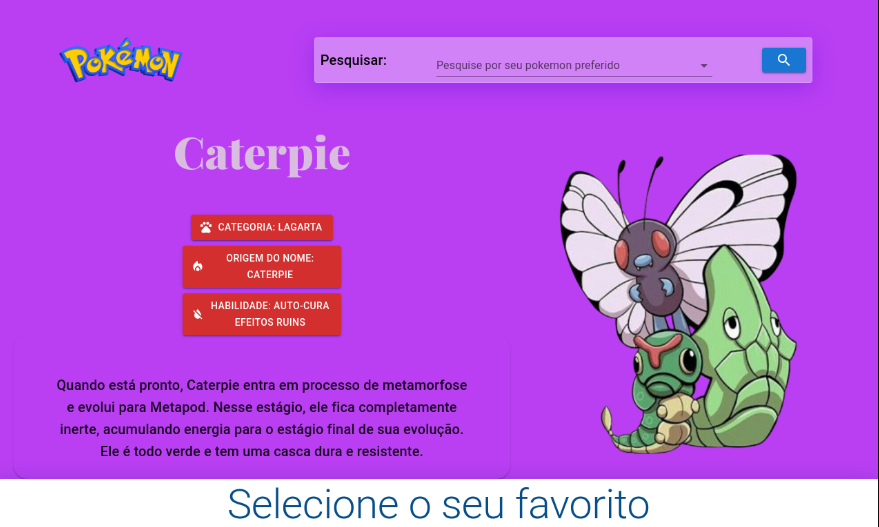 POKÉMON
Pesquisar:
Pesquise por seu pokemon preferido
Caterpie
CATEGORIA: LAGARTA
ORIGEM DO NOME:
CATERPIE
HABILIDADE: AUTO-CURA
EFEITOS RUINS
Quando está pronto, Caterpie entra em processo de metamorfose
e evolui para Metapod. Nesse estágio, ele fica completamente
inerte, acumulando energia para o estágio final de sua evolução.
Ele é todo verde e tem uma casca dura e resistente.
Selecione o seu favorito